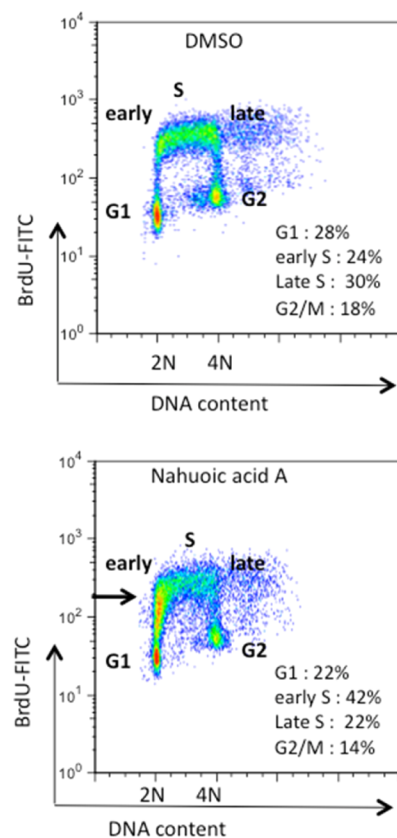 DMSO
10⁴
10³
10²
10¹
10⁰
S
early late
G1
G2
G1 : 28%
early S : 24%
Late S : 30%
G2/M : 18%
BrdU-FITC
2N 4N
DNA content
Nahuoic acid A
10⁴
10³
10²
10¹
10⁰
S
early late
G1
G2
G1 : 22%
early S : 42%
Late S : 22%
G2/M : 14%
BrdU-FITC
2N 4N
DNA content